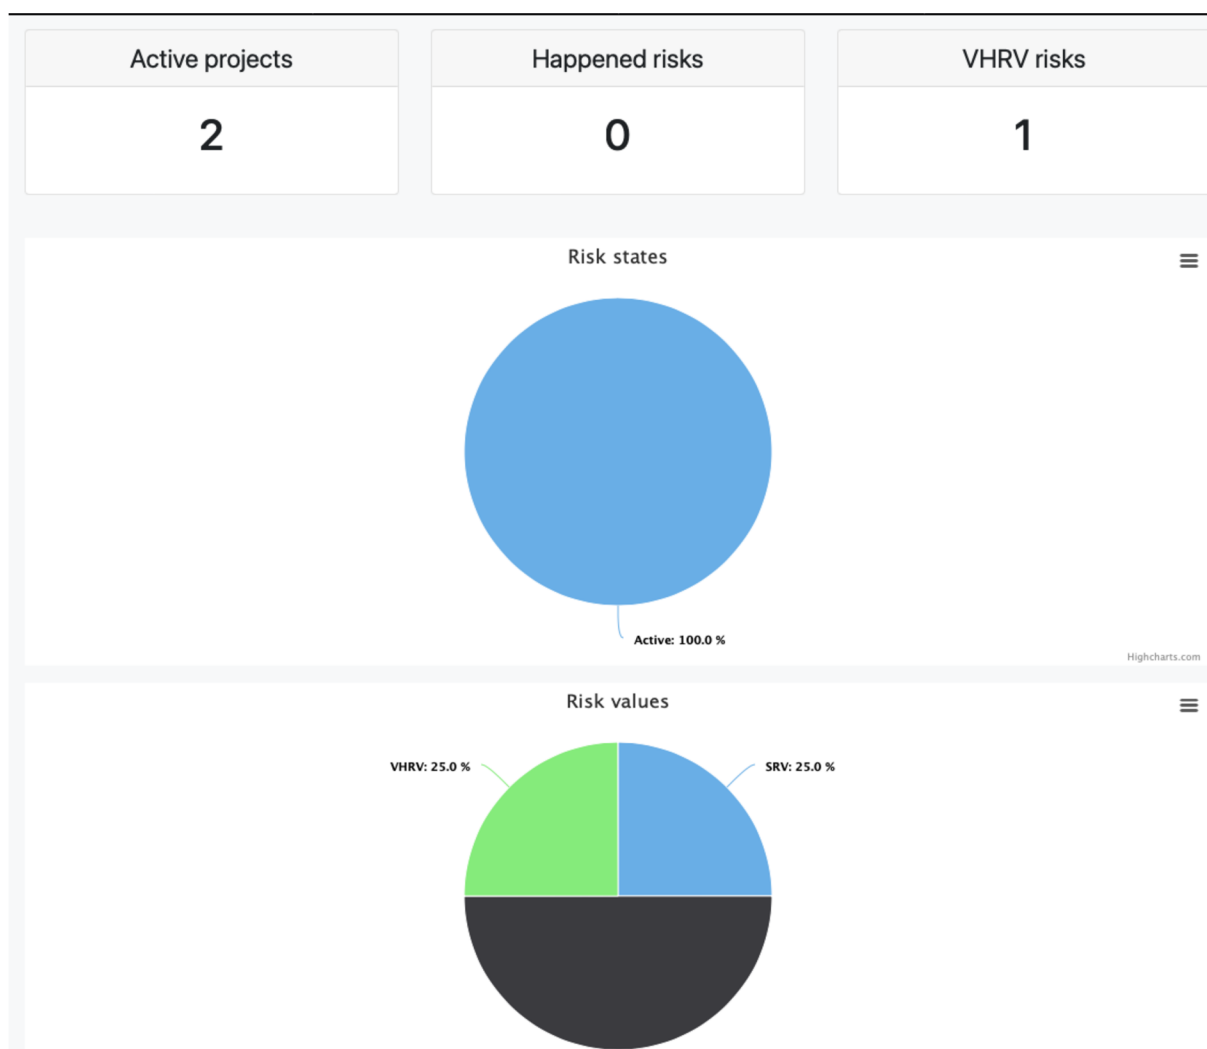 Active projects
2
Happened risks
0
VHRV risks
1
Risk states
Active: 100.0 %
Highcharts.com
Risk values
VHRV: 25.0 %
SRV: 25.0 %